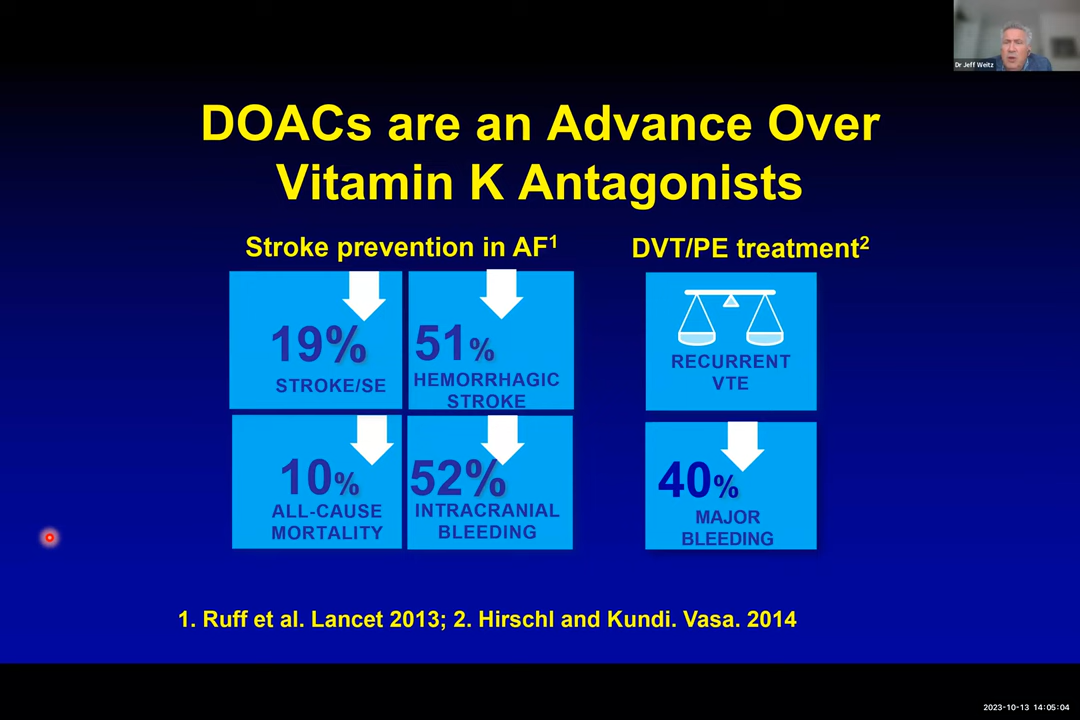 Dr Jeff Weitz
DOACs are an Advance Over
Vitamin K Antagonists
Stroke prevention in AF¹
DVT/PE treatment²
19%
STROKE/SE
51%
HEMORRHAGIC
STROKE
RECURRENT
VTE
10%
ALL-CAUSE
MORTALITY
52%
INTRACRANIAL
BLEEDING
40%
MAJOR
BLEEDING
1. Ruff et al. Lancet 2013; 2. Hirschl and Kundi. Vasa. 2014
2023-10-13 14:05:04